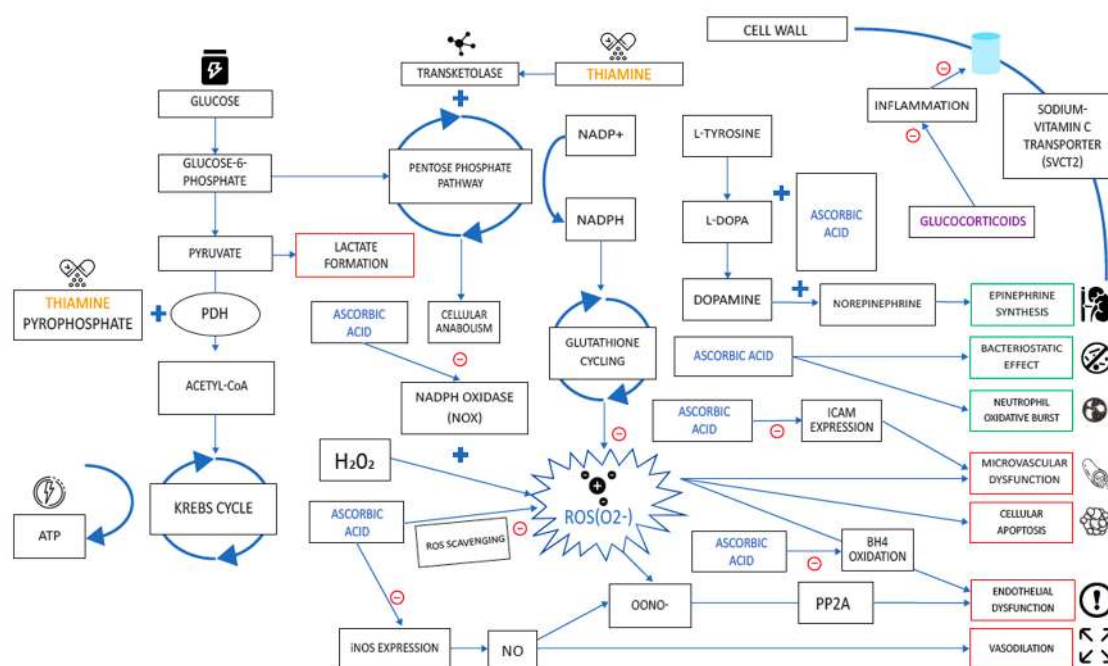 CELL WALL
TRANSKETOLASE
THIAMINE
GLUCOSE
INFLAMMATION
SODIUM-
VITAMIN C
TRANSPORTER
(SVCT2)
NADP+
L-TYROSINE
GLUCOSE-6-
PHOSPHATE
PENTOSE PHOSPHATE
PATHWAY
NADPH
L-DOPA
ASCORBIC
ACID
GLUCOCORTICOIDS
PYRUVATE
LACTATE
FORMATION
THIAMINE
PYROPHOSPHATE
PDH
ASCORBIC
ACID
CELLULAR
ANABOLISM
DOPAMINE
NOREPINEPHRINE
EPINEPHRINE
SYNTHESIS
GLUTATHIONE
CYCLING
ASCORBIC ACID
BACTERIOSTATIC
EFFECT
ACETYL-CoA
NADPH OXIDASE
(NOX)
NEUTROPHIL
OXIDATIVE BURST
ASCORBIC
ACID
ICAM
EXPRESSION
H₂0₂
MICROVASCULAR
DYSFUNCTION
KREBS CYCLE
ATP
ASCORBIC
ACID
ROS SCAVENGING
ROS(O2-)
CELLULAR
APOPTOSIS
ASCORBIC
ACID
BH4
OXIDATION
OONO-
PP2A
ENDOTHELIAL
DYSFUNCTION
iNOS EXPRESSION
NO
VASODILATION